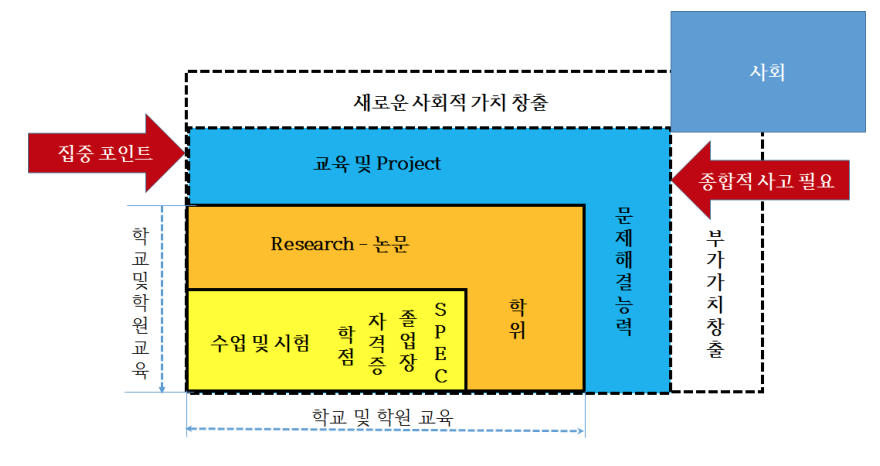 사회
새로운 사회적 가치 창출
집중 포인트
교육 및 Project
종합적 사고 필요
문제해결능력
부가가치창출
학교및학원교육
Research – 논문
학위
수업 및 시험
학점
자격증
졸업장
SPEC
학교 및 학원 교육